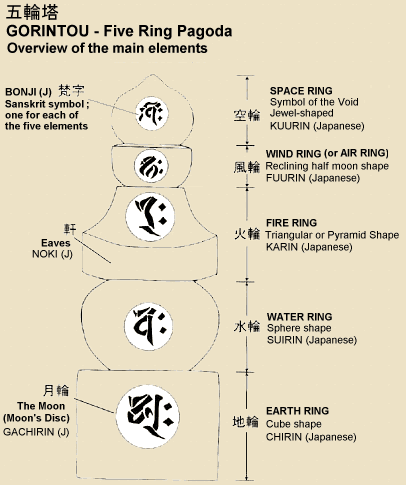 五輪塔
GORINTOU - Five Ring Pagoda
Overview of the main elements
BONJI (J) 梵字
Sanskrit symbol ;
one for each of
the five elements
空輪
SPACE RING
Symbol of the Void
Jewel-shaped
KUURIN (Japanese)
風輪
WIND RING (or AIR RING)
Reclining half moon shape
FUURIN (Japanese)
軒
Eaves
NOKI (J)
火輪
FIRE RING
Triangular or Pyramid Shape
KARIN (Japanese)
水輪
WATER RING
Sphere shape
SUIRIN (Japanese)
月輪
The Moon
(Moon's Disc)
GACHIRIN (J)
地輪
EARTH RING
Cube shape
CHIRIN (Japanese)